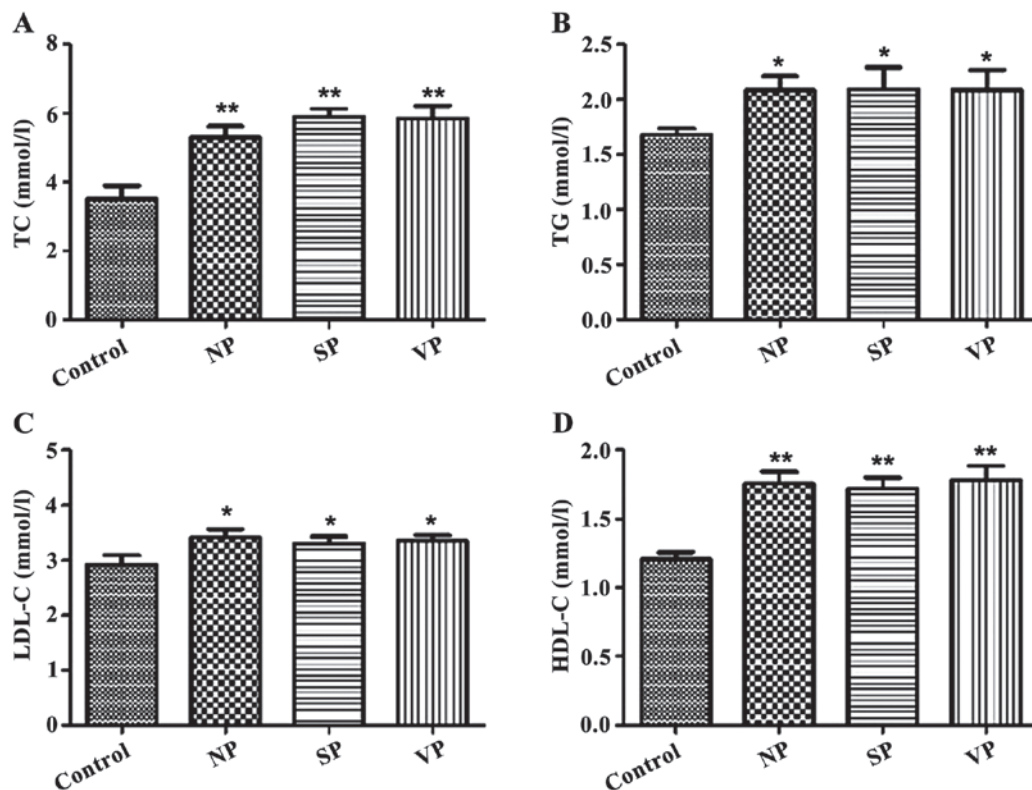 A
TC (mmol/l)
8
6
4
2
0
** ** **
Control NP SP VP
B
TG (mmol/l)
2.5
2.0
1.5
1.0
0.5
0.0
* * *
Control NP SP VP
C
LDL-C (mmol/l)
5
4
3
2
1
0
* * *
Control NP SP VP
D
HDL-C (mmol/l)
2.0
1.5
1.0
0.5
0.0
** ** **
Control NP SP VP